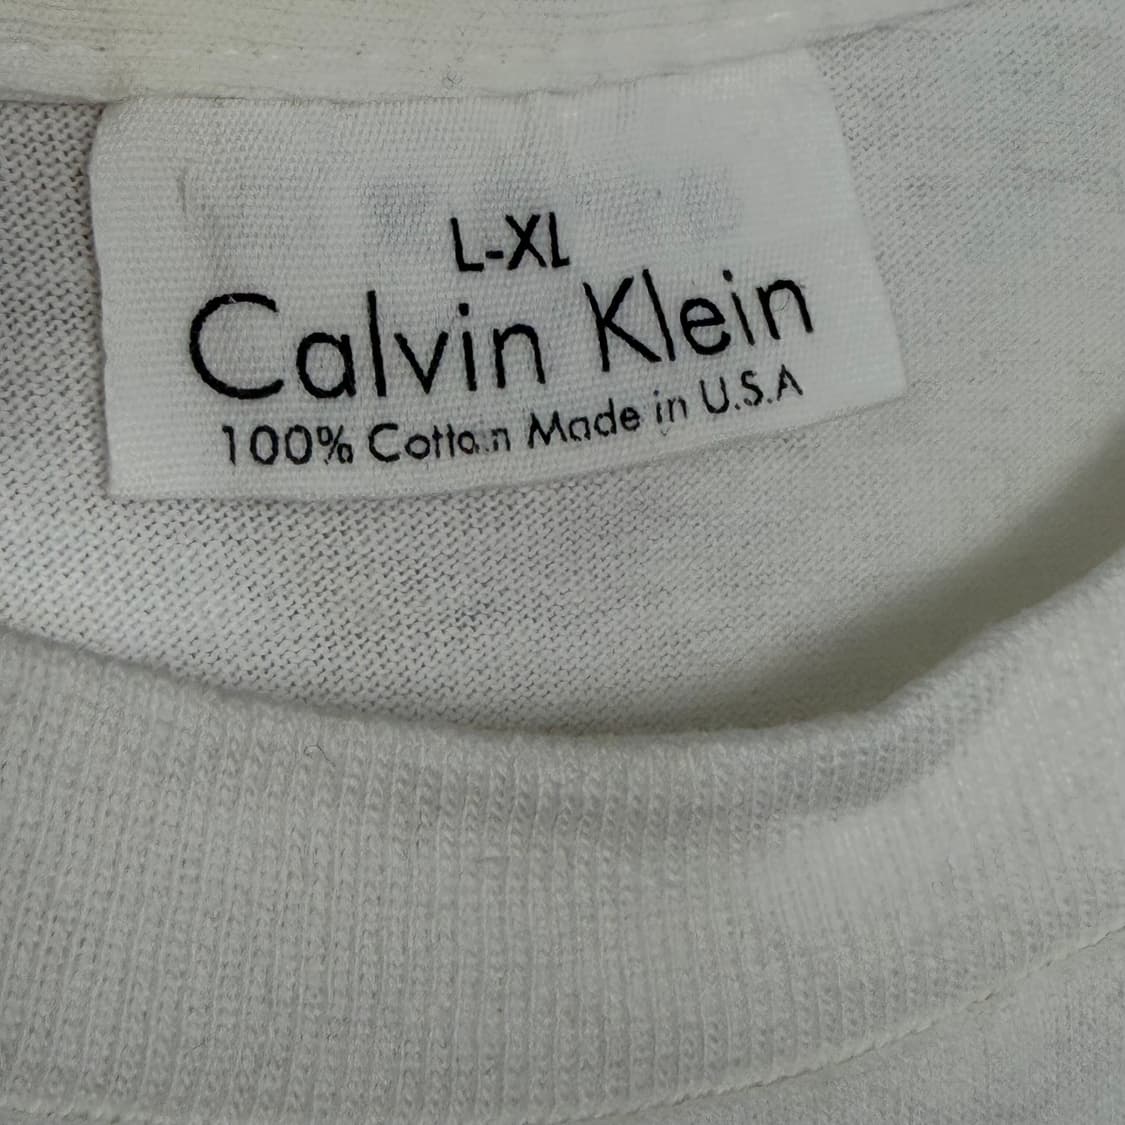 L-XL
Calvin Klein
100% Cotton Made in U.S.A